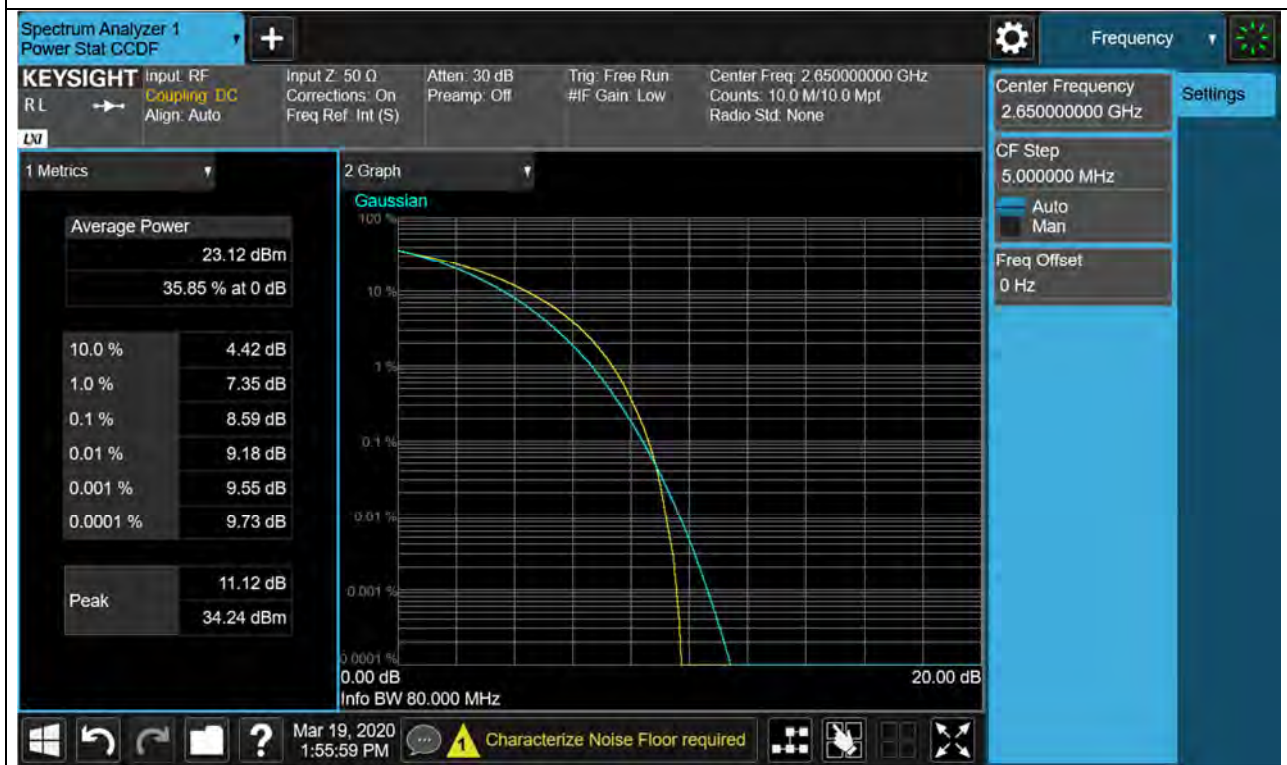 Spectrum Analyzer 1
Power Stat CCDF
+
Frequency
KEYSIGHT
RL
LXI
Input: RF
Coupling: DC
Align: Auto
Input Z: 50 Ω
Corrections: On
Freq Ref: Int (S)
Atten: 30 dB
Preamp: Off
Trig: Free Run
#IF Gain: Low
Center Freq: 2.650000000 GHz
Counts: 10.0 M/10.0 Mpt
Radio Std: None
Center Frequency
2.650000000 GHz
Settings
CF Step
5.000000 MHz
Auto
Man
Freq Offset
0 Hz
1 Metrics
Average Power
23.12 dBm
35.85 % at 0 dB
10.0 % 4.42 dB
1.0 % 7.35 dB
0.1 % 8.59 dB
0.01 % 9.18 dB
0.001 % 9.55 dB
0.0001 % 9.73 dB
Peak
11.12 dB
34.24 dBm
2 Graph
Gaussian
100 %
10 %
1 %
0.1 %
0.01 %
0.001 %
0.0001 %
0.00 dB 20.00 dB
Info BW 80.000 MHz
?
Mar 19, 2020
1:55:59 PM
1
Characterize Noise Floor required